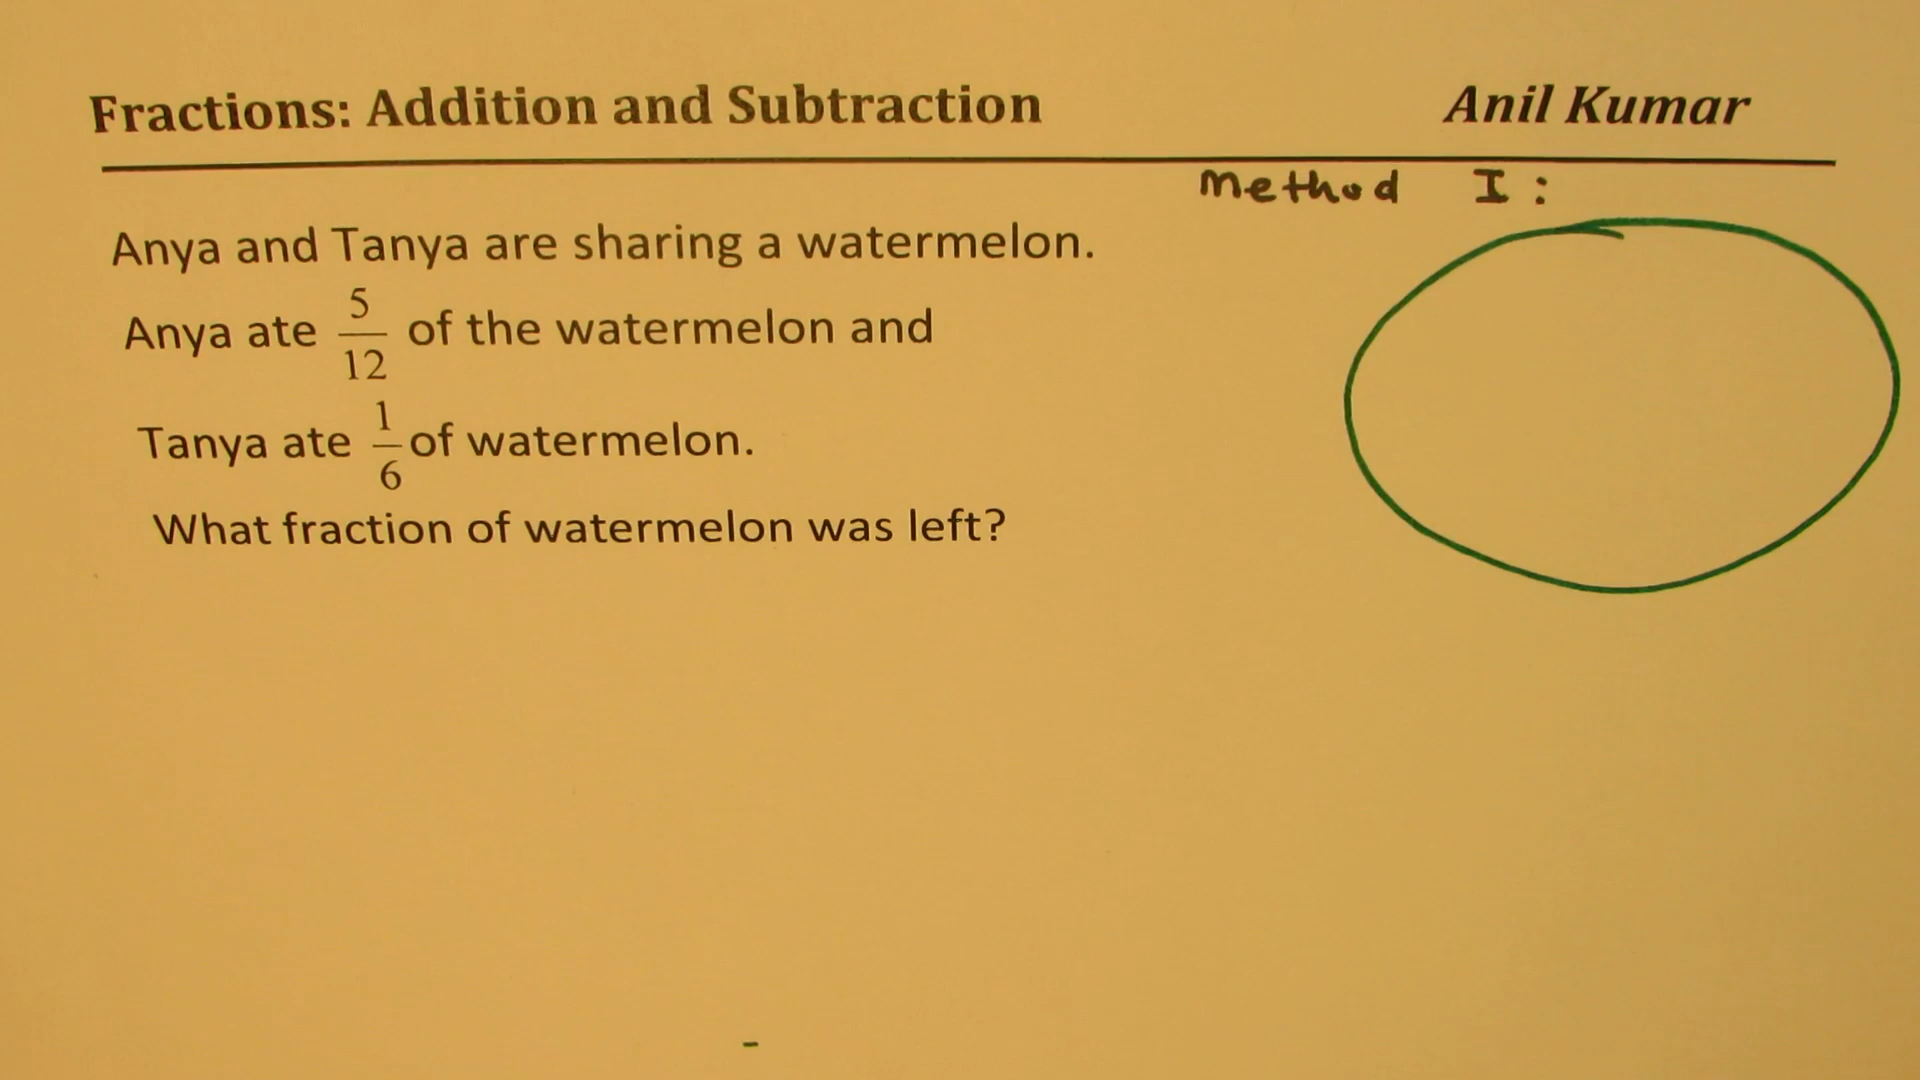 Fractions: Addition and Subtraction Anil Kumar
Method I:
Anya and Tanya are sharing a watermelon.
Anya ate 5/12 of the watermelon and
Tanya ate 1/6 of watermelon.
What fraction of watermelon was left?